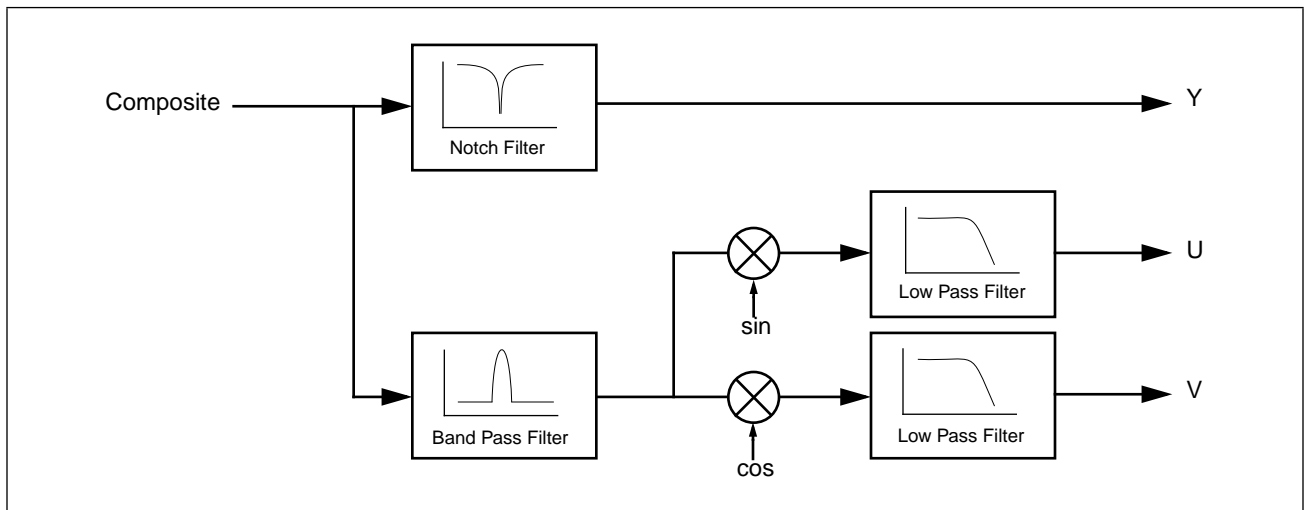 Composite
Notch Filter
Y
sin
Low Pass Filter
U
Band Pass Filter
cos
Low Pass Filter
V